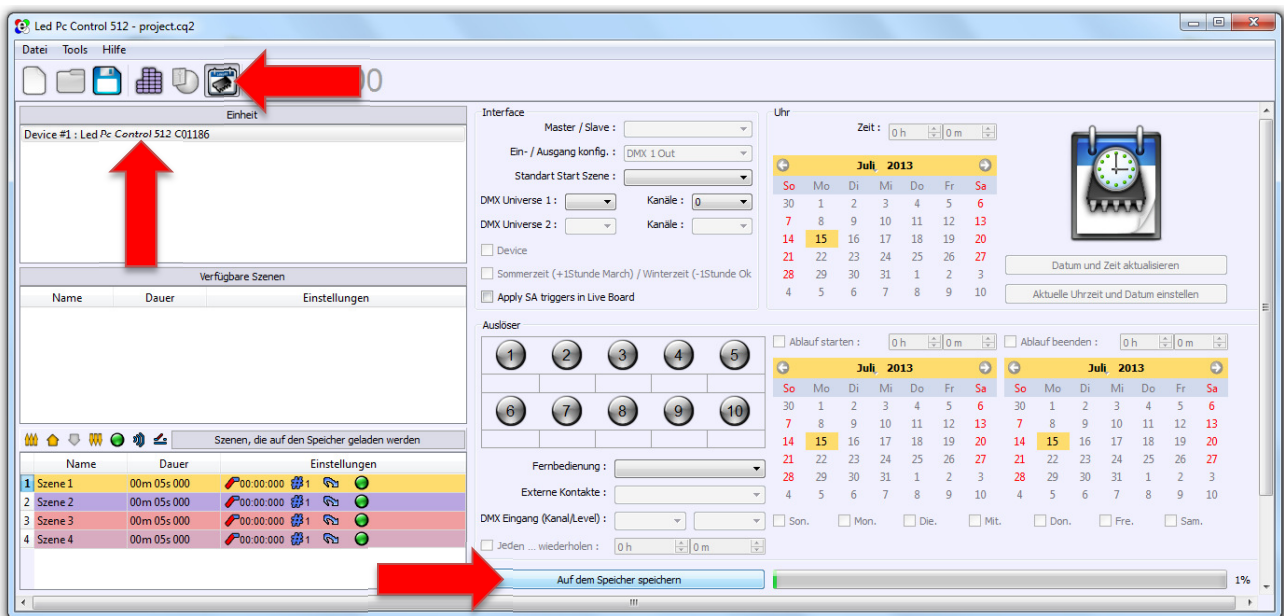 Led Pc Control 512 - project.cq2
Datei Tools Hilfe
Einheit
Device #1 : Led Pc Control 512 C01186
Verfügbare Szenen
Name Dauer Einstellungen
Szenen, die auf den Speicher geladen werden
Name Dauer Einstellungen
1 Szene 1 00m 05s 000 00:00:000 1
2 Szene 2 00m 05s 000 00:00:000 1
3 Szene 3 00m 05s 000 00:00:000 1
4 Szene 4 00m 05s 000 00:00:000 1
Interface
Master / Slave :
Ein- / Ausgang konfig. : DMX 1 Out
Standart Start Szene :
DMX Universe 1 : Kanäle : 0
DMX Universe 2 : Kanäle :
Device
Sommerzeit (+1Stunde March) / Winterzeit (-1Stunde Ok
Apply SA triggers in Live Board
Uhr
Zeit : 0 h 0 m
Juli, 2013
So Mo Di Mi Do Fr Sa
30 1 2 3 4 5 6
7 8 9 10 11 12 13
14 15 16 17 18 19 20
21 22 23 24 25 26 27
28 29 30 31 1 2 3
4 5 6 7 8 9 10
Datum und Zeit aktualisieren
Aktuelle Uhrzeit und Datum einstellen
Auslöser
1 2 3 4 5
6 7 8 9 10
Fernbedienung :
Externe Kontakte :
DMX Eingang (Kanal/Level) :
Jeden ... wiederholen : 0 h 0 m
Ablauf starten : 0 h 0 m
Juli, 2013
So Mo Di Mi Do Fr Sa
30 1 2 3 4 5 6
7 8 9 10 11 12 13
14 15 16 17 18 19 20
21 22 23 24 25 26 27
28 29 30 31 1 2 3
4 5 6 7 8 9 10
Ablauf beenden : 0 h 0 m
Juli, 2013
So Mo Di Mi Do Fr Sa
30 1 2 3 4 5 6
7 8 9 10 11 12 13
14 15 16 17 18 19 20
21 22 23 24 25 26 27
28 29 30 31 1 2 3
4 5 6 7 8 9 10
Son. Mon. Die. Mit. Don. Fre. Sam.
Auf dem Speicher speichern
1%